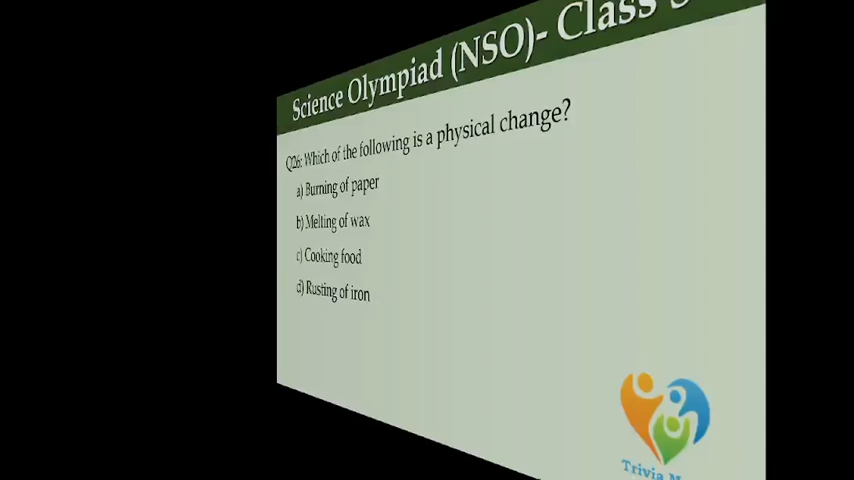 Science Olympiad (NSO)- Class
Q26: Which of the following is a physical change?
a) Burning of paper
b) Melting of wax
c) Cooking food
d) Rusting of iron
Trivia